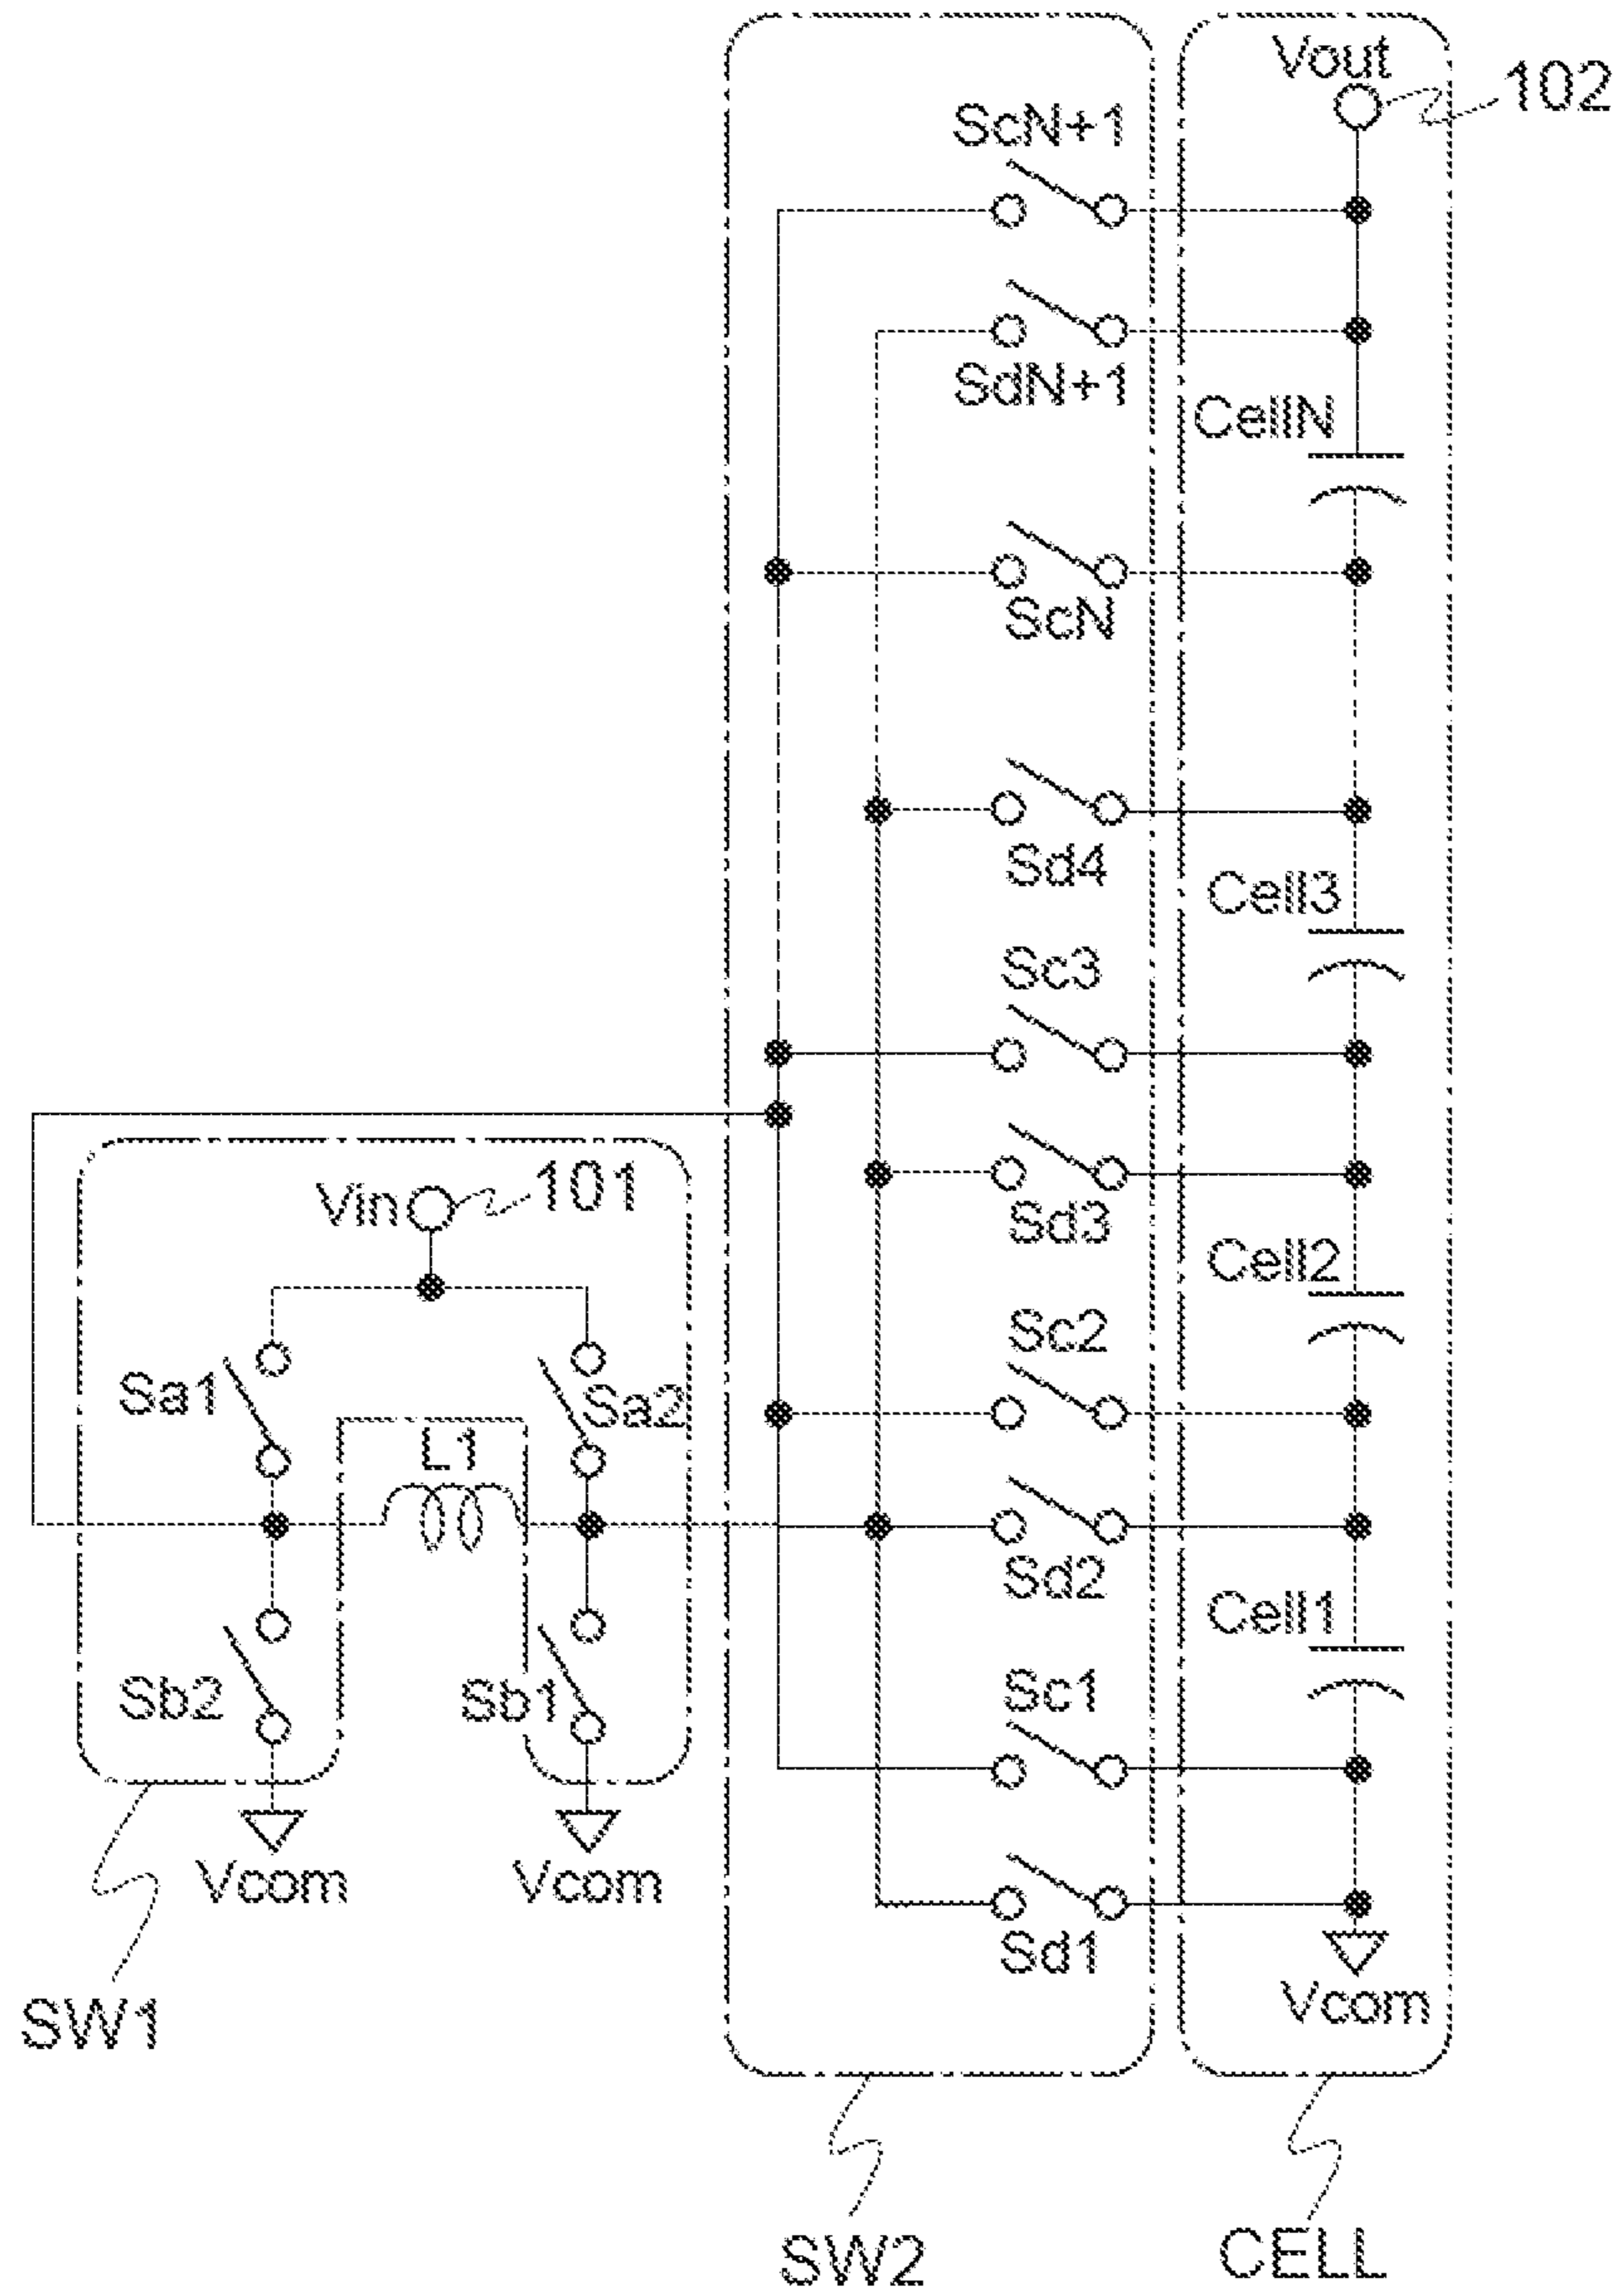 Vout
102
ScN+1
SdN+1
CellN
ScN
Sd4
Cell3
Sc3
Vin
101
Sd3
Cell2
Sc2
Sa1
Sa2
L1
Sd2
Cell1
Sb2
Sb1
Sc1
Vcom
Vcom
Sd1
Vcom
SW1
SW2
CELL